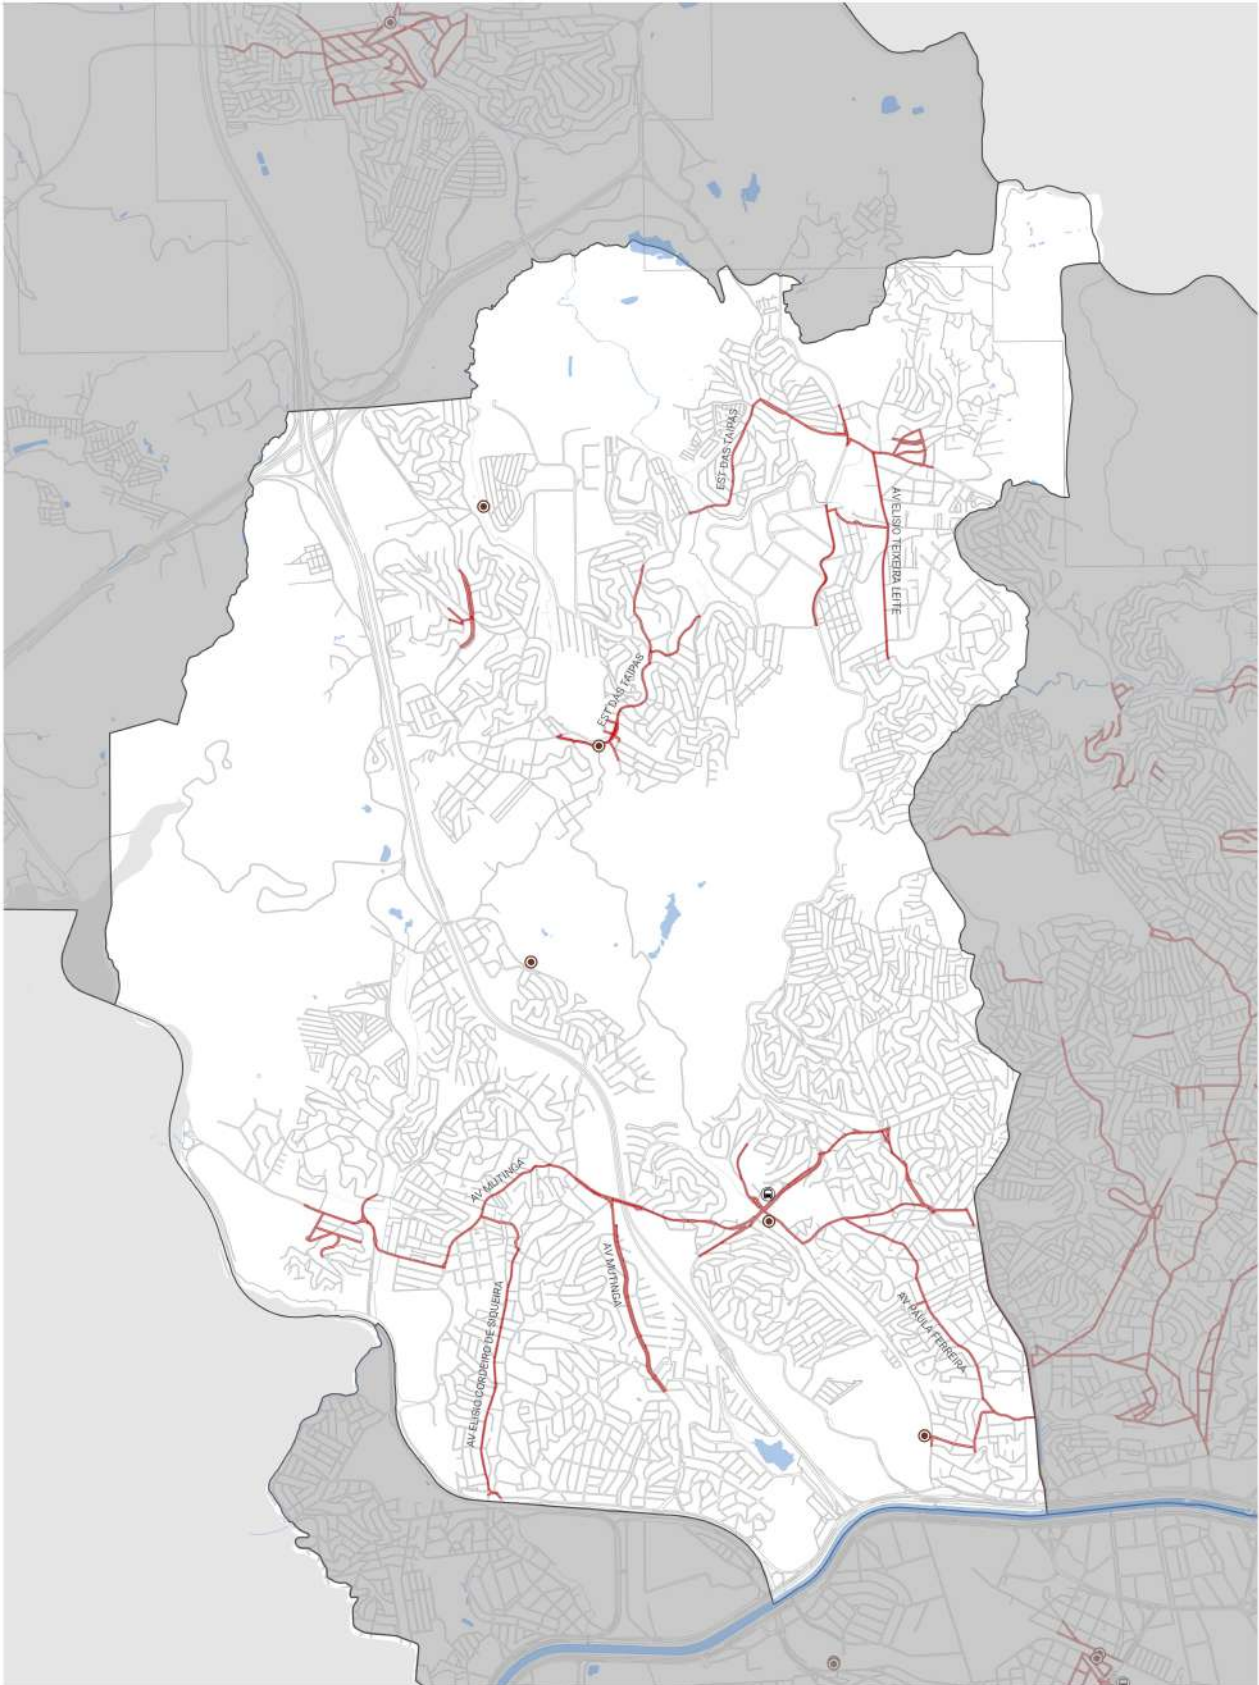 EST DAS TAIPAS
AV ELISIO TEIXEIRA LEITE
EST DAS TAIPAS
AV MUTINGA
AV MUTINGA
AV ELISIO CORDEIRO DE SIQUEIRA
AV PAULA FERREIRA